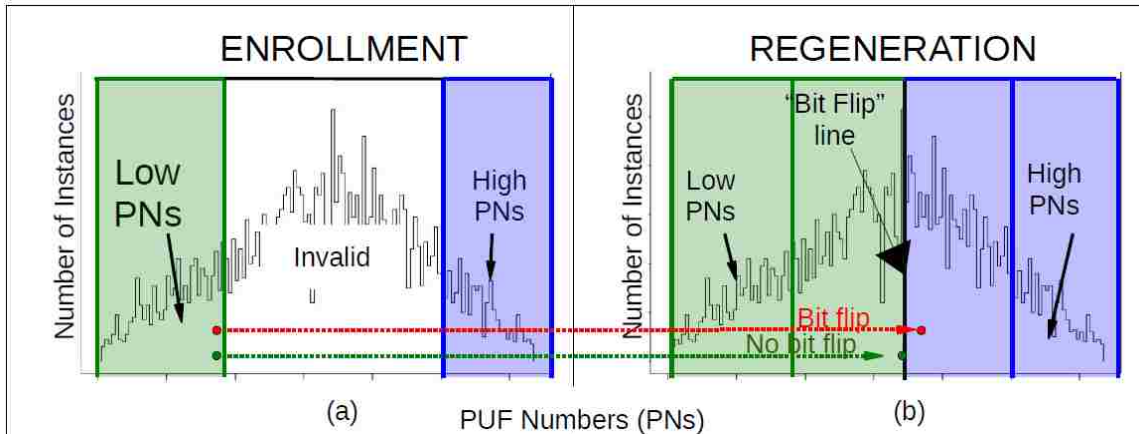 ENROLLMENT
Number of Instances
Low
PNs
Invalid
High
PNs
(a)
REGENERATION
Number of Instances
"Bit Flip"
line
Low
PNs
High
PNs
Bit flip
No bit flip
(b)
PUF Numbers (PNs)